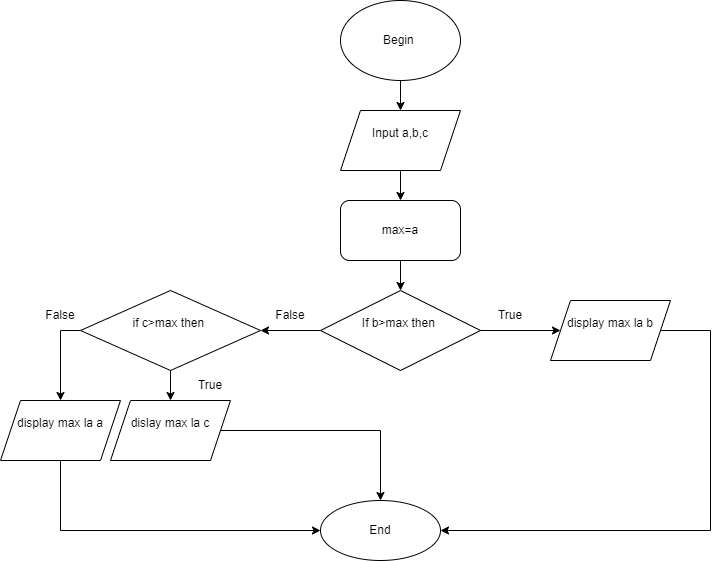 Begin
Input a,b,c
max=a
If b>max then
True
display max la b
False
if c>max then
False
True
display max la a
dislay max la c
End